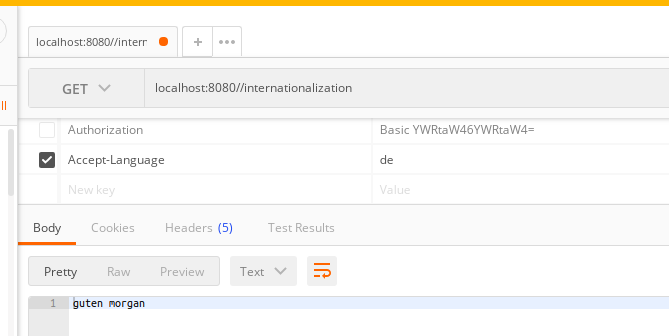 localhost:8080//intern
+ •••
GET localhost:8080//internationalization
Authorization Basic YWRtaW46YWRtaW4=
Accept-Language de
New key Value
Body Cookies Headers (5) Test Results
Pretty Raw Preview Text
1 guten morgan